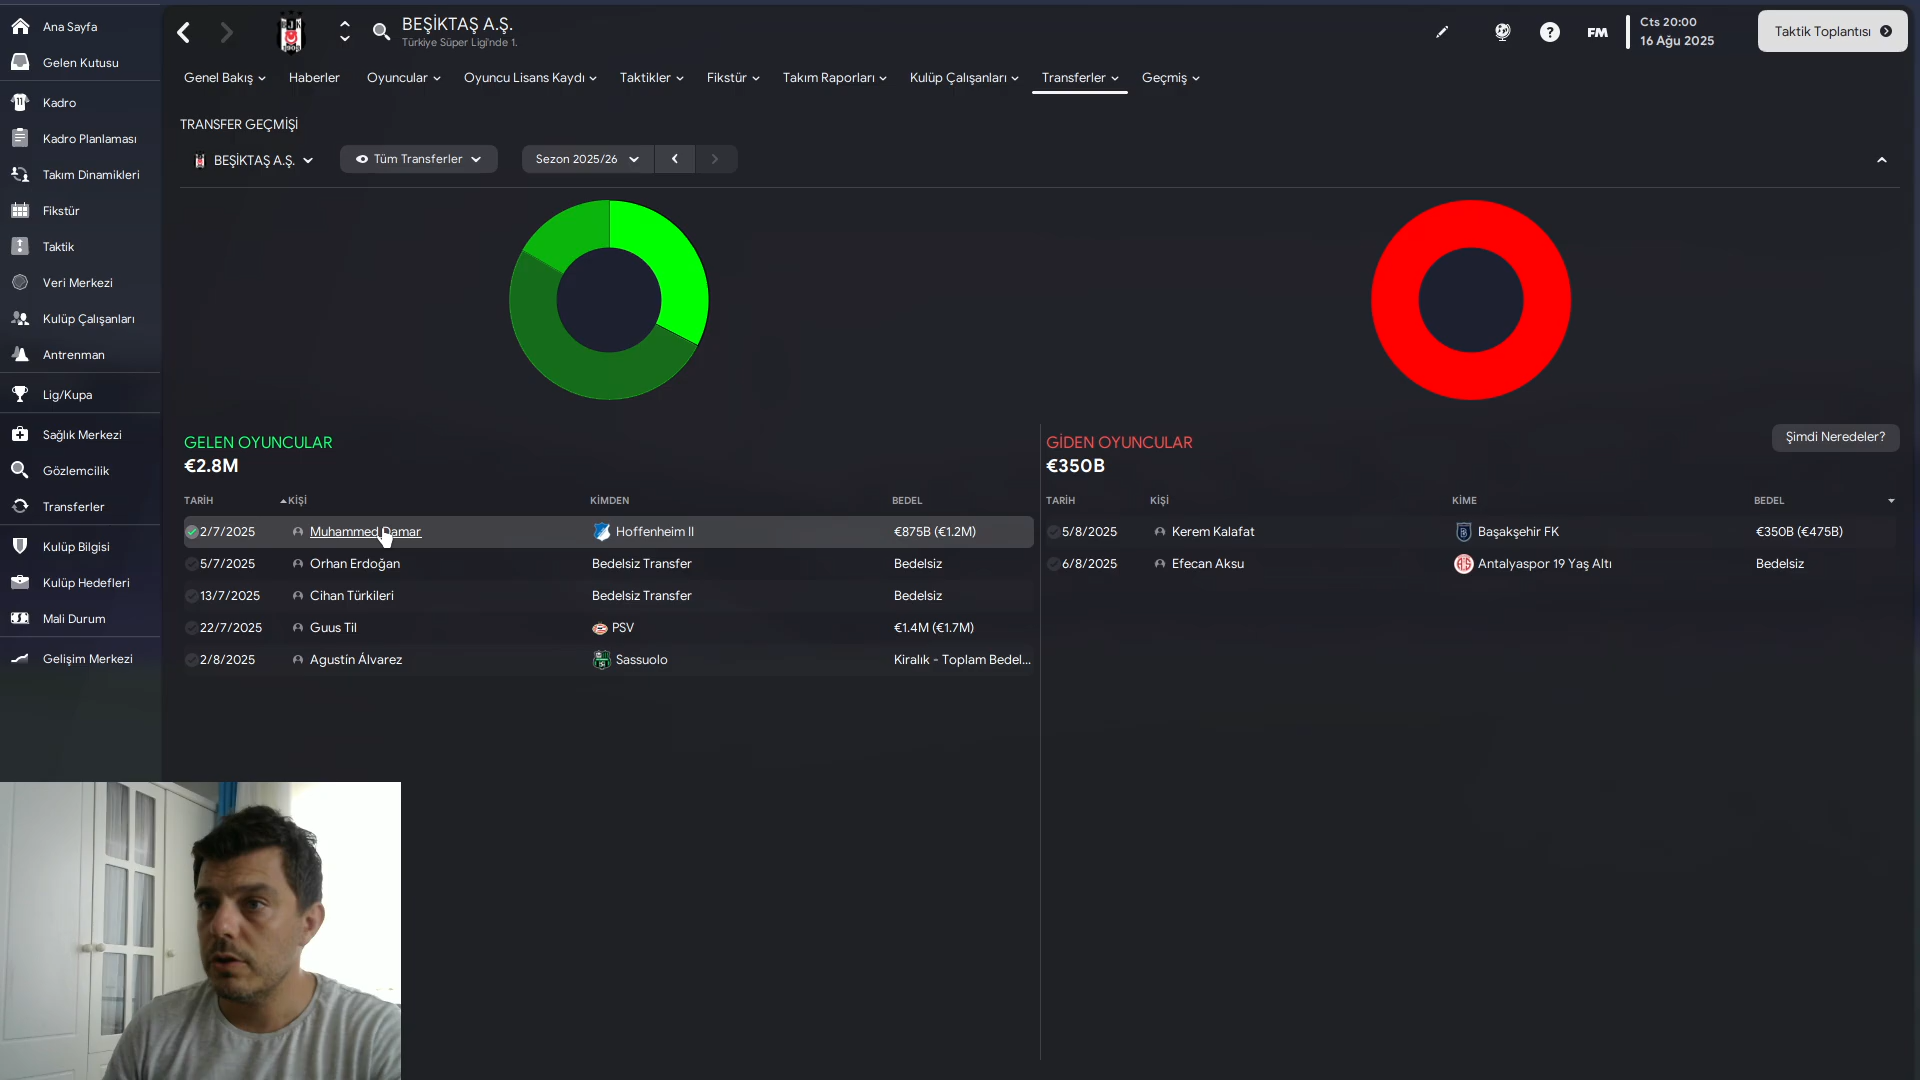 Ana Sayfa
Gelen Kutusu
Kadro
Kadro Planlaması
Takım Dinamikleri
Fikstür
Taktik
Veri Merkezi
Kulüp Çalışanları
Antrenman
Lig/Kupa
Sağlık Merkezi
Gözlemcilik
Transferler
Kulüp Bilgisi
Kulüp Hedefleri
Mali Durum
Gelişim Merkezi
BEŞİKTAŞ A.Ş.
Türkiye Süper Ligi'nde 1.
FM
Cts 20:00
16 Ağu 2025
Taktik Toplantısı
Genel Bakış Haberler Oyuncular Oyuncu Lisans Kaydı Taktikler Fikstür Takım Raporları Kulüp Çalışanları Transferler Geçmiş
TRANSFER GEÇMİŞİ
BEŞİKTAŞ A.Ş. Tüm Transferler Sezon 2025/26
GELEN OYUNCULAR
€2.8M
TARİH KİŞİ KİMDEN BEDEL
2/7/2025 Muhammed Damar Hoffenheim II €875B (€1.2M)
5/7/2025 Orhan Erdoğan Bedelsiz Transfer Bedelsiz
13/7/2025 Cihan Türkileri Bedelsiz Transfer Bedelsiz
22/7/2025 Guus Til PSV €1.4M (€1.7M)
2/8/2025 Agustín Álvarez Sassuolo Kiralık - Toplam Bedel...
GİDEN OYUNCULAR
€350B
Şimdi Neredeler?
TARİH KİŞİ KİME BEDEL
5/8/2025 Kerem Kalafat Başakşehir FK €350B (€475B)
6/8/2025 Efecan Aksu Antalyaspor 19 Yaş Altı Bedelsiz